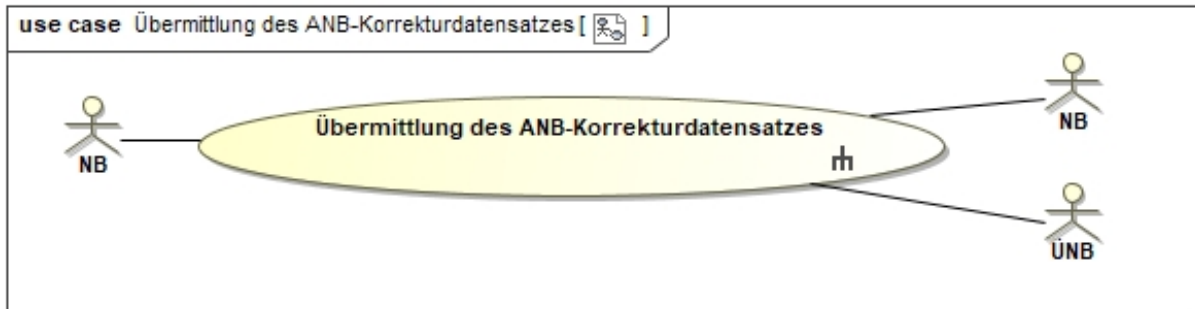 use case Übermittlung des ANB-Korrekturdatensatzes [ ]
Übermittlung des ANB-Korrekturdatensatzes
NB
NB
ÜNB